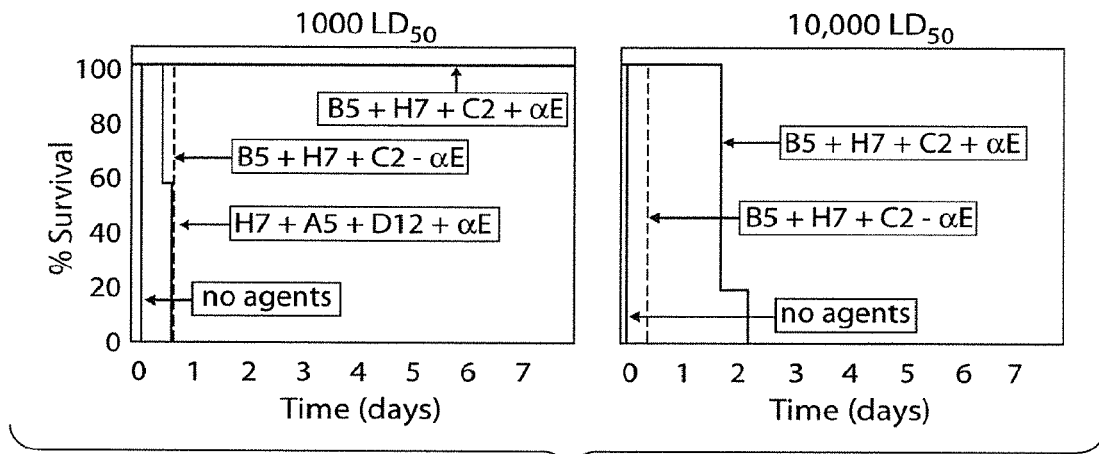 1000 LD50
% Survival
100
80
60
40
20
0
B5 + H7 + C2 + αE
B5 + H7 + C2 - αE
H7 + A5 + D12 + αE
no agents
0 1 2 3 4 5 6 7
Time (days)
10,000 LD50
B5 + H7 + C2 + αE
B5 + H7 + C2 - αE
no agents
0 1 2 3 4 5 6 7
Time (days)